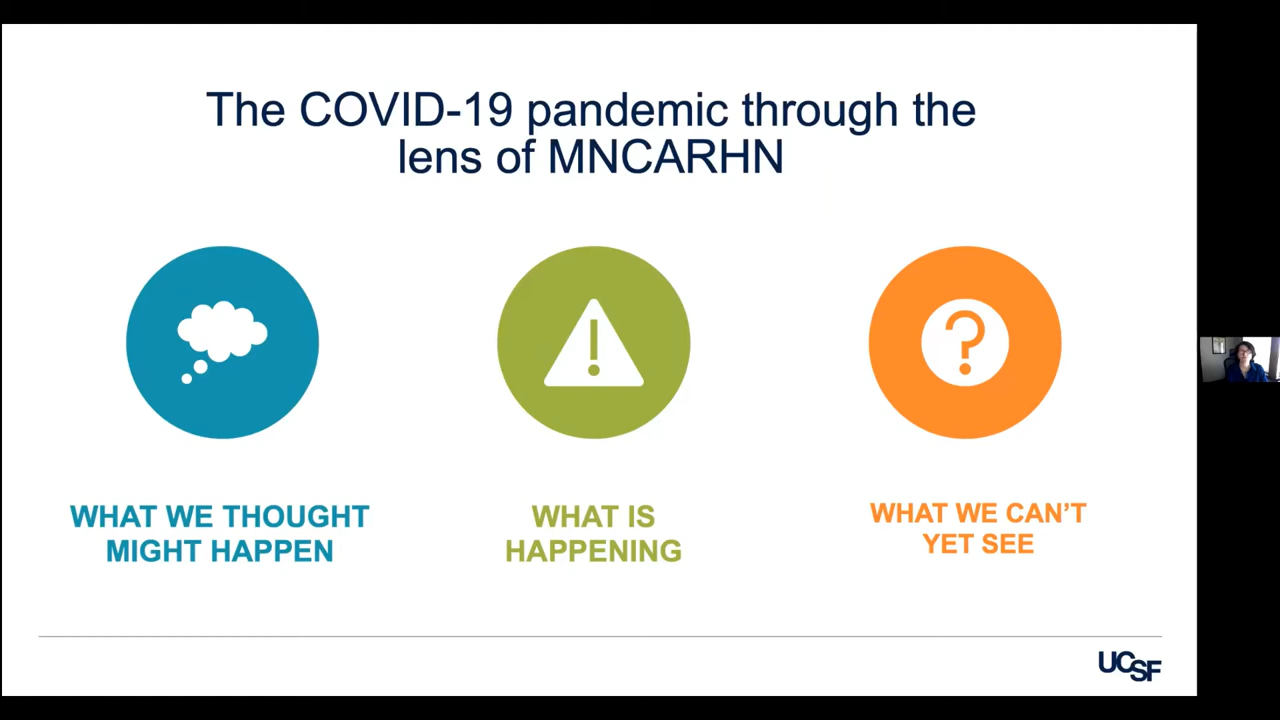 The COVID-19 pandemic through the
lens of MNCARHN
WHAT WE THOUGHT
MIGHT HAPPEN
WHAT IS
HAPPENING
WHAT WE CAN’T
YET SEE
UCSF